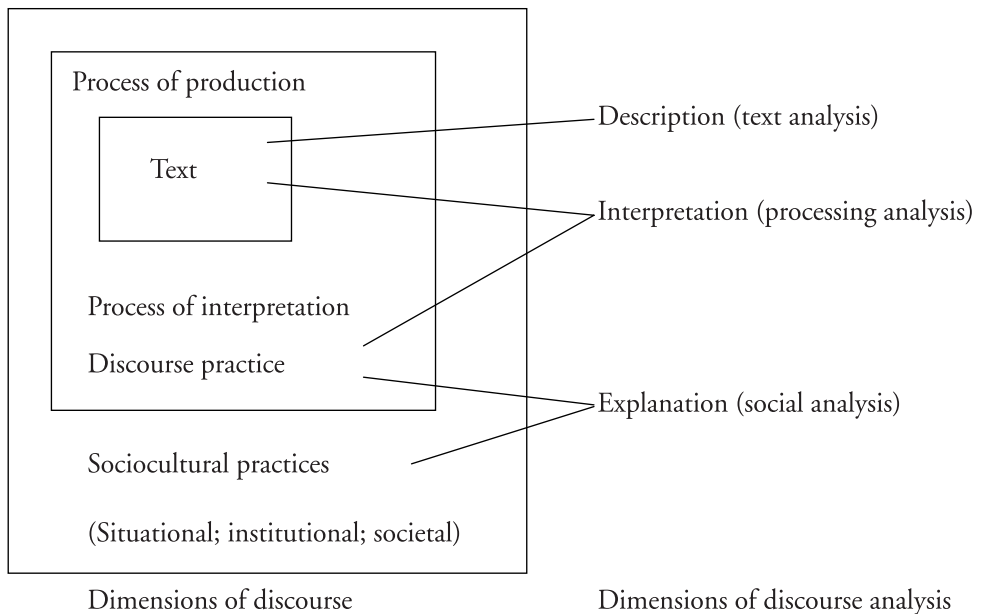 Process of production
Description (text analysis)
Text
Interpretation (processing analysis)
Process of interpretation
Discourse practice
Explanation (social analysis)
Sociocultural practices
(Situational; institutional; societal)
Dimensions of discourse
Dimensions of discourse analysis